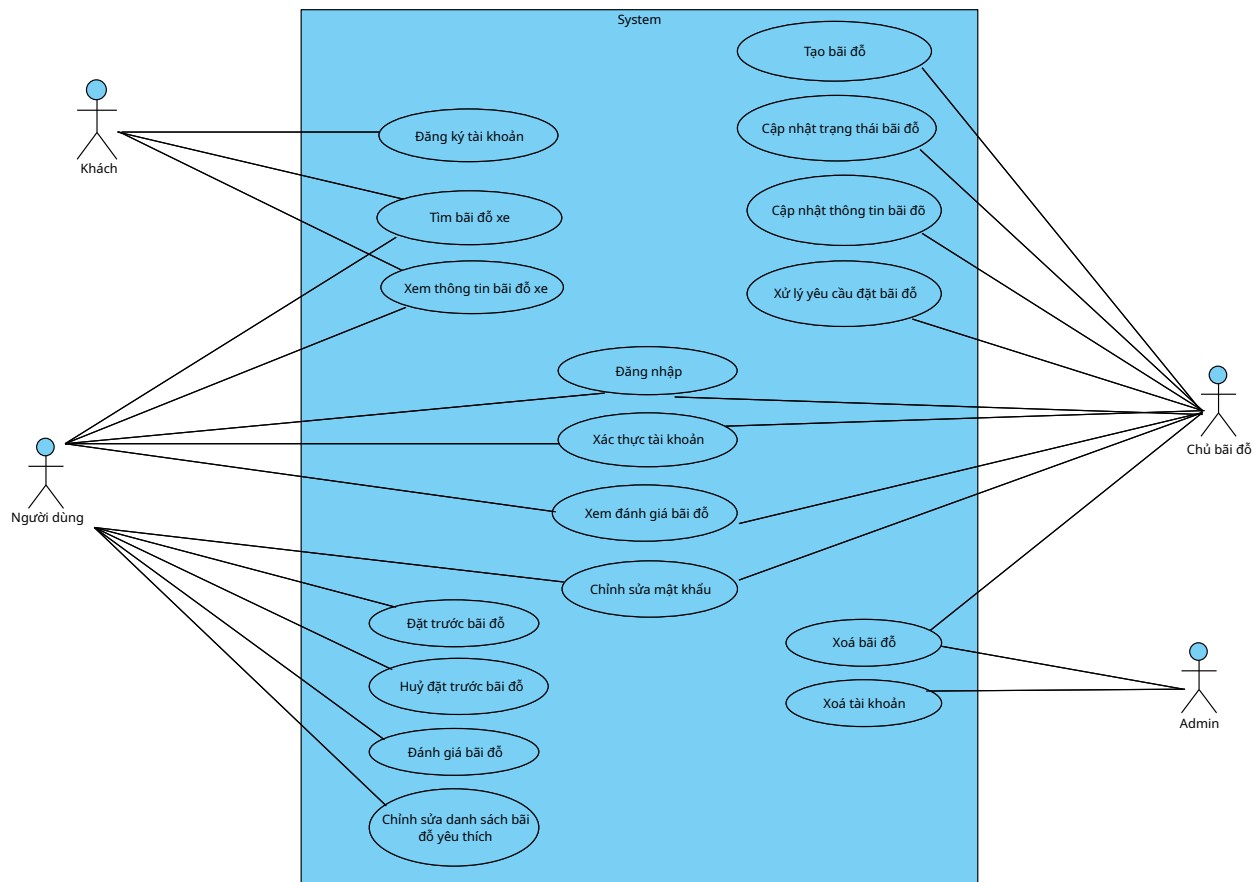 System
Tạo bãi đỗ
Khách
Đăng ký tài khoản
Cập nhật trạng thái bãi đỗ
Tìm bãi đỗ xe
Cập nhật thông tin bãi đõ
Xem thông tin bãi đỗ xe
Xử lý yêu cầu đặt bãi đỗ
Đăng nhập
Xác thực tài khoản
Chủ bãi đỗ
Người dùng
Xem đánh giá bãi đỗ
Chỉnh sửa mật khẩu
Đặt trước bãi đỗ
Xoá bãi đỗ
Huỷ đặt trước bãi đỗ
Xoá tài khoản
Admin
Đánh giá bãi đỗ
Chỉnh sửa danh sách bãi
đỗ yêu thích